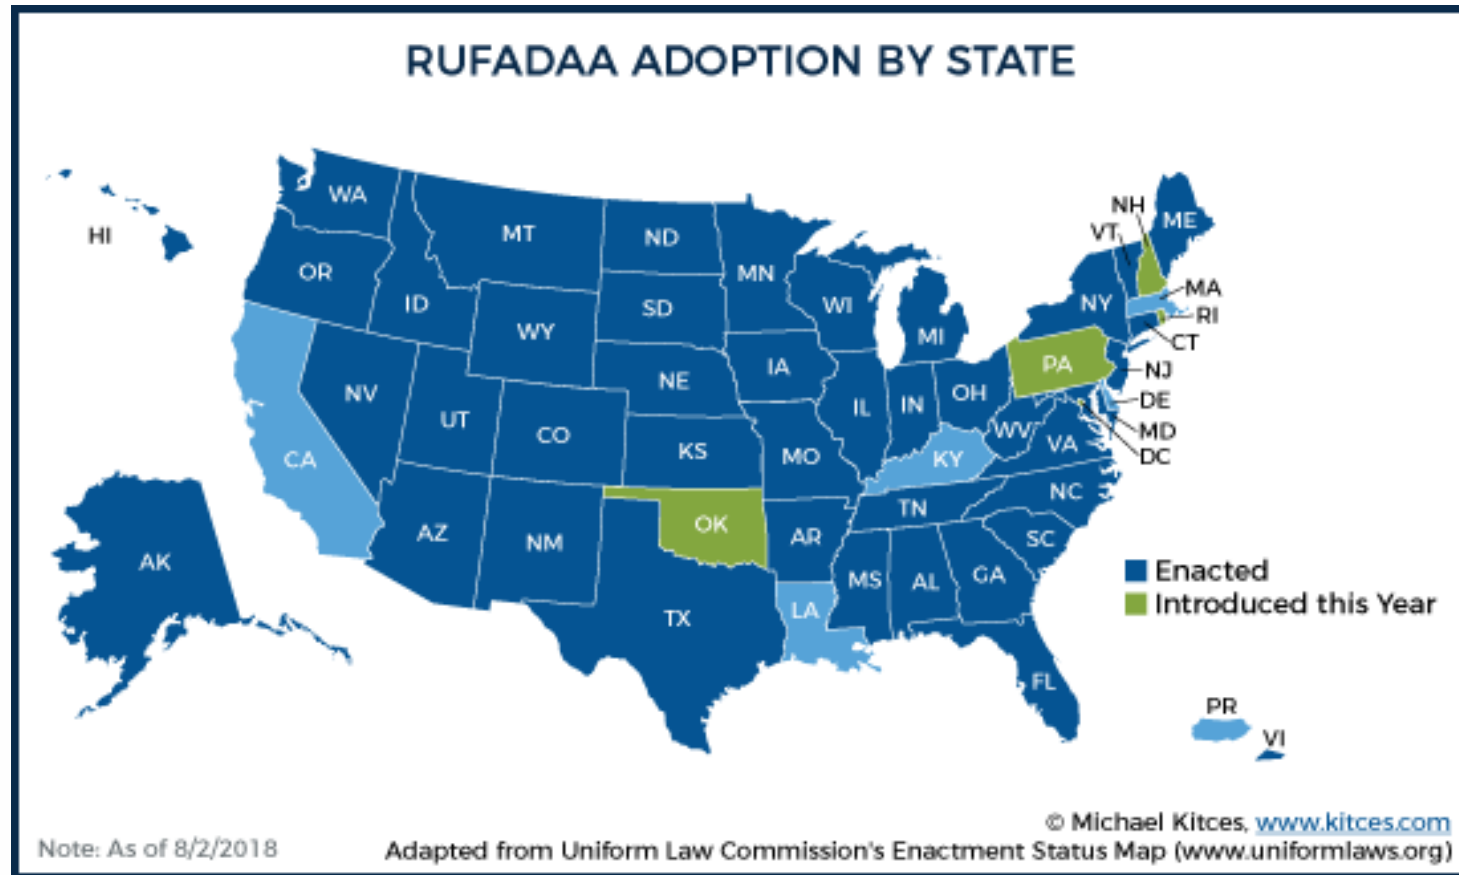 RUFADAA ADOPTION BY STATE
WA
MT
ND
MN
NH
ME
VT
HI
OR
ID
WY
SD
WI
MI
NY
MA
RI
CT
NV
UT
CO
NE
IA
IL
IN
OH
PA
NJ
DE
MD
DC
CA
KS
MO
KY
WV
VA
AK
AZ
NM
OK
AR
TN
NC
SC
TX
LA
MS
AL
GA
FL
Enacted
Introduced this Year
PR
VI
Note: As of 8/2/2018
© Michael Kitces, www.kitces.com
Adapted from Uniform Law Commission's Enactment Status Map (www.uniformlaws.org)